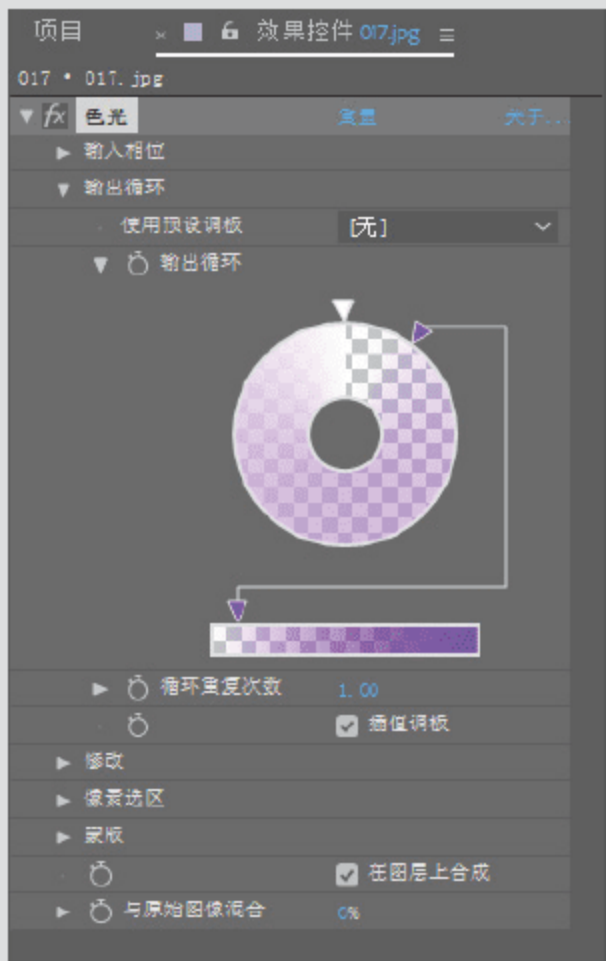 项目 × 效果控件 017.jpg ≡
017 • 017. jpg
fx 色光 重置 关于...
输入相位
输出循环
使用预设调板 [无]
输出循环
循环重复次数 1. 00
插值调板
修改
像素选区
蒙版
在图层上合成
与原始图像混合 0%